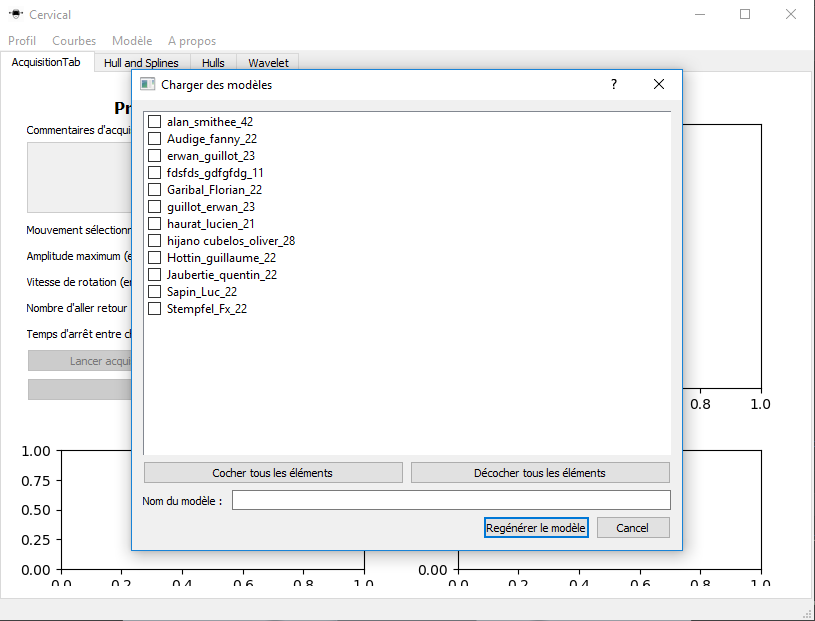 Cervical
Profil Courbes Modèle A propos
AcquisitionTab Hull and Splines Hulls Wavelet
Charger des modèles ?
alan_smithee_42
Audige_fanny_22
erwan_guillot_23
fdsfds_gdfgfdg_11
Garibal_Florian_22
guillot_erwan_23
haurat_lucien_21
hijano cubelos_oliver_28
Hottin_guillaume_22
Jaubertie_quentin_22
Sapin_Luc_22
Stempfel_Fx_22
Cocher tous les éléments Décocher tous les éléments
Nom du modèle :
Regénérer le modèle Cancel
Pr
Commentaires d'acqui
Mouvement sélectionn
Amplitude maximum (e
Vitesse de rotation (en
Nombre d'aller retour
Temps d'arrêt entre cl
Lancer acqui
0.8 1.0
1.00
0.75
0.50
0.25
0.00 0.00
0.0 0.2 0.4 0.6 0.8 1.0 0.0 0.2 0.4 0.6 0.8 1.0